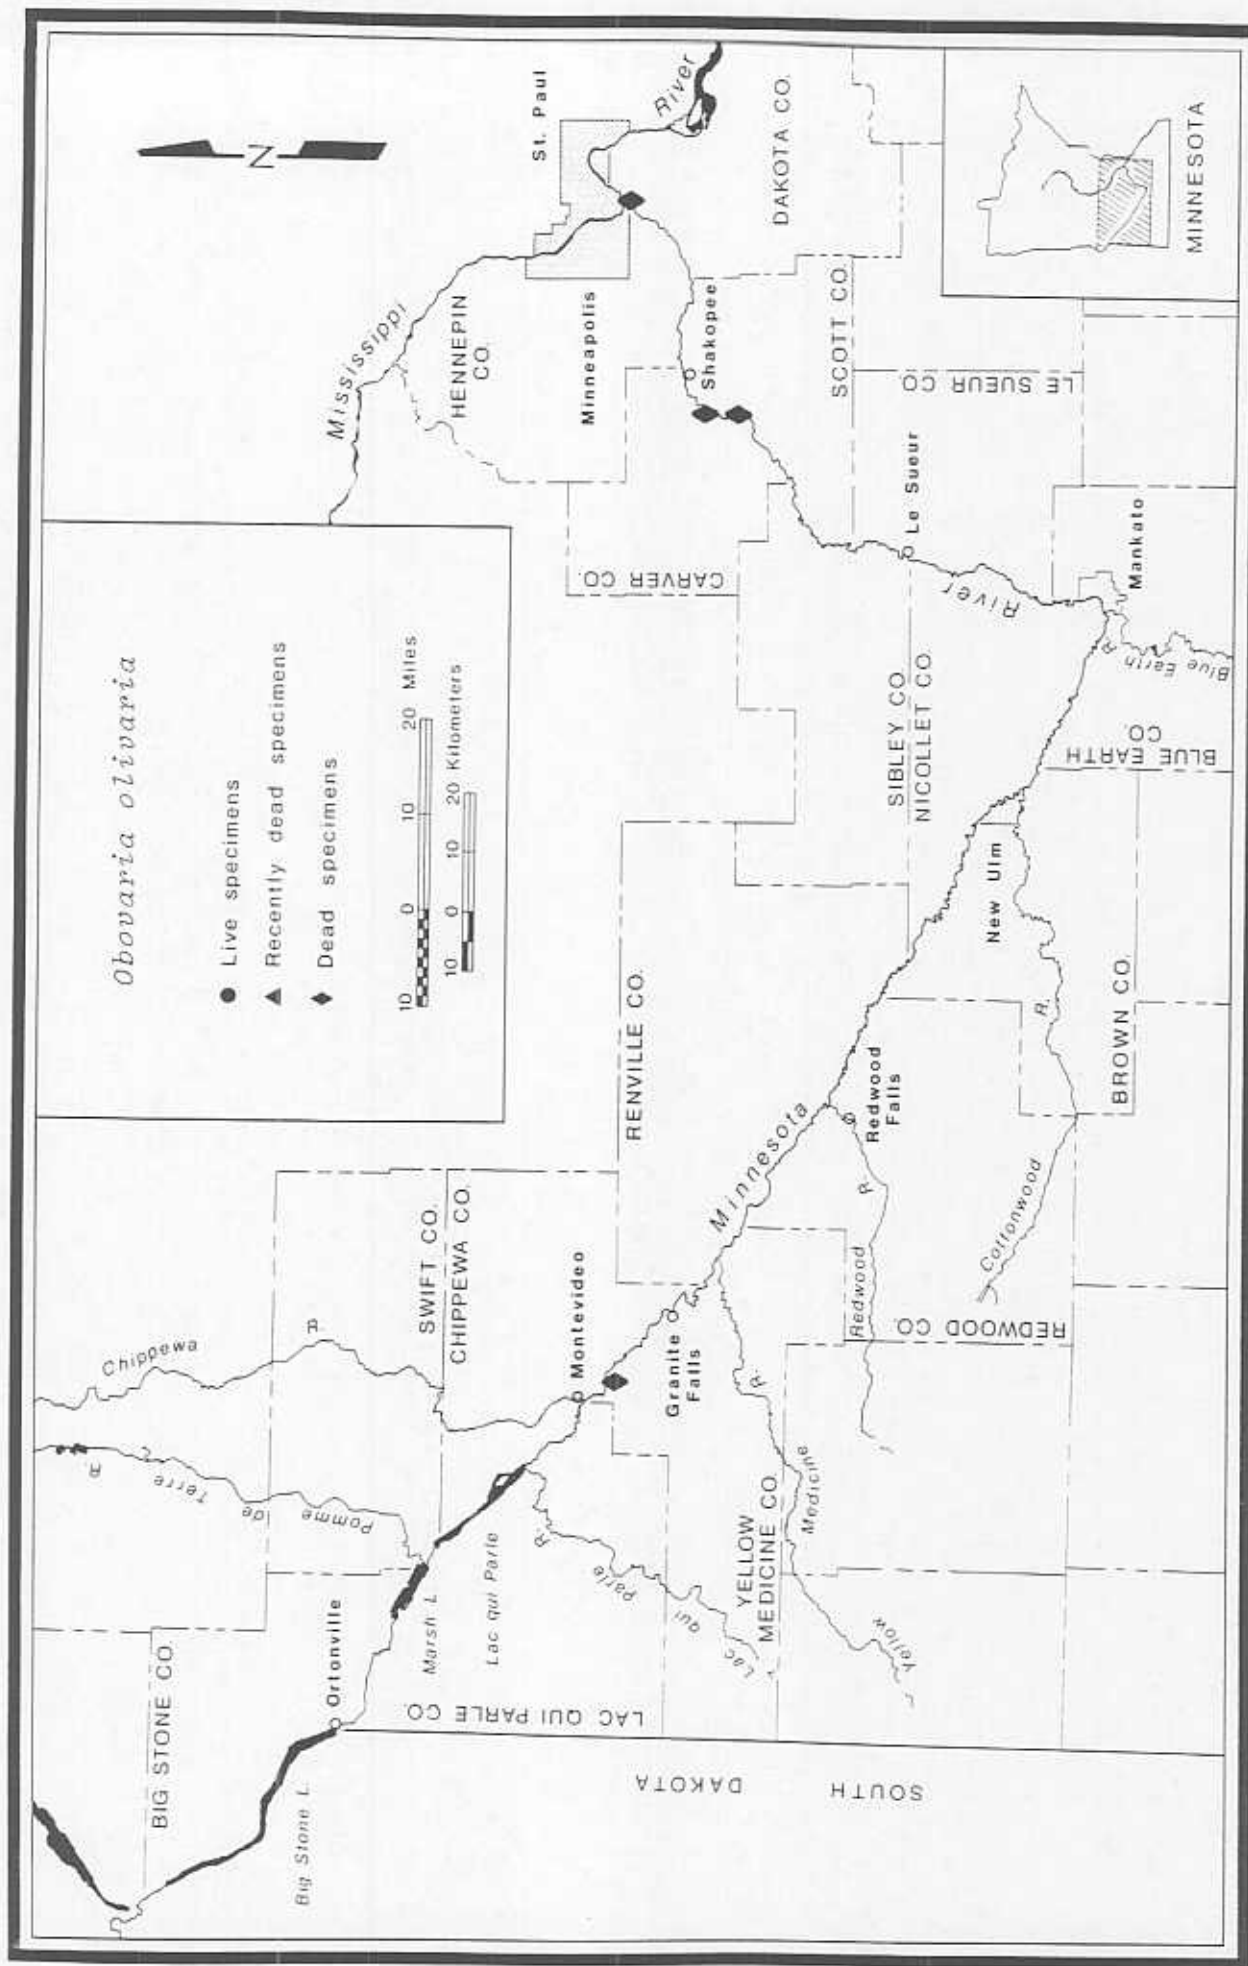 Obovaria olivaria
Live specimens
Recently dead specimens
Dead specimens
10 0 10 20 Miles
10 0 10 20 Kilometers
N
Mississippi
River
St. Paul
HENNEPIN
CO.
Minneapolis
DAKOTA CO.
Shakopee
SCOTT CO.
LE SUEUR CO.
CARVER CO.
Le Sueur
River
Mankato
Blue Earth
R.
BLUE EARTH
CO.
SIBLEY CO.
NICOLLET CO.
New Ulm
BROWN CO.
RENVILLE CO.
Minnesota
Redwood
Falls
Redwood
R.
Cottonwood
R.
REDWOOD CO.
SWIFT CO.
CHIPPEWA CO.
Chippewa
R.
Montevideo
Granite
Falls
Pomme
de
Terre
R.
Lac qui Parle
Marsh L.
Lac
qui
Parle
R.
YELLOW
MEDICINE CO.
Yellow
Medicine
R.
BIG STONE CO.
Ortonville
Big Stone L.
LAC QUI PARLE CO.
SOUTH
DAKOTA
MINNESOTA